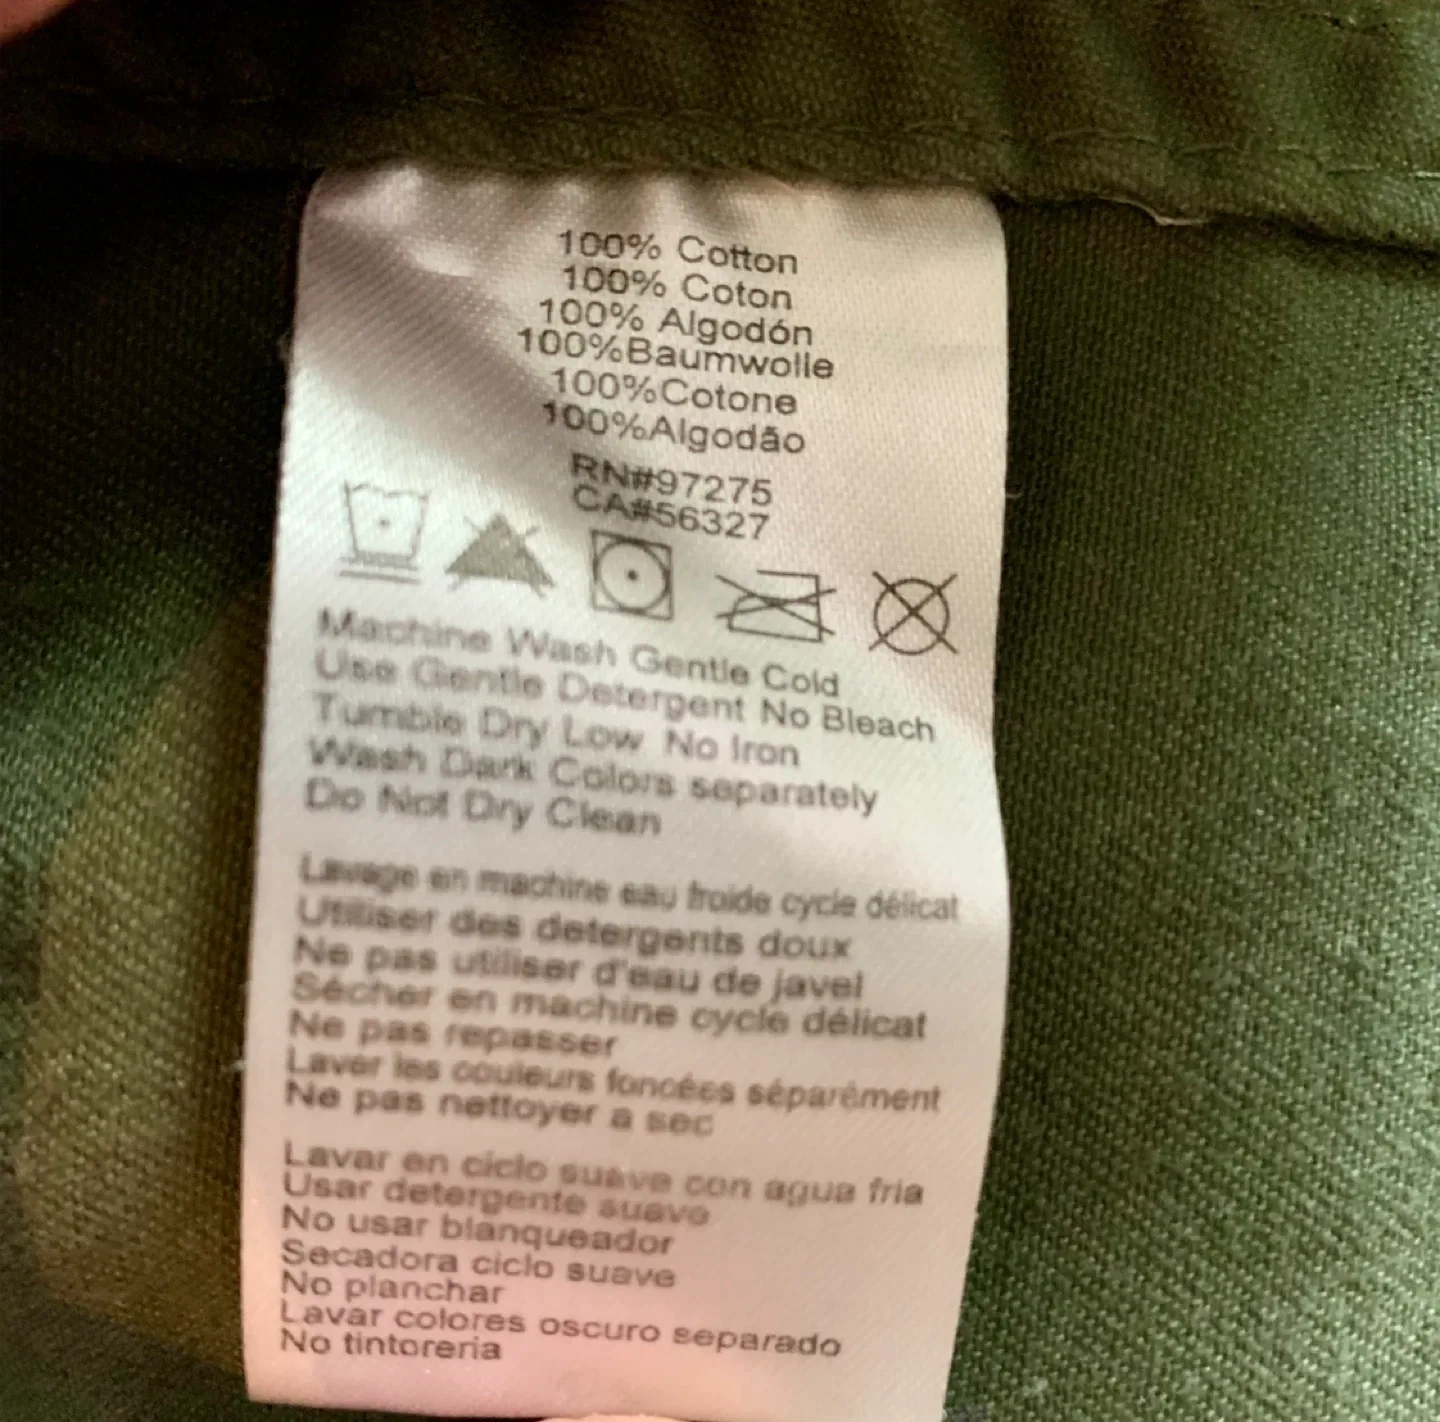 100% Cotton
100% Coton
100% Algodón
100%Baumwolle
100%Cotone
100%Algodão
RN#97275
CA#56327
Machine Wash Gentle Cold
Use Gentle Detergent No Bleach
Tumble Dry Low No Iron
Wash Dark Colors separately
Do Not Dry Clean
Lavage en machine eau froide cycle délicat
Utiliser des detergents doux
Ne pas utiliser d'eau de javel
Sécher en machine cycle délicat
Ne pas repasser
Laver les couleurs foncées séparément
Ne pas nettoyer a sec
Lavar en ciclo suave con agua fria
Usar detergente suave
No usar blanqueador
Secadora ciclo suave
No planchar
Lavar colores oscuro separado
No tintoreria